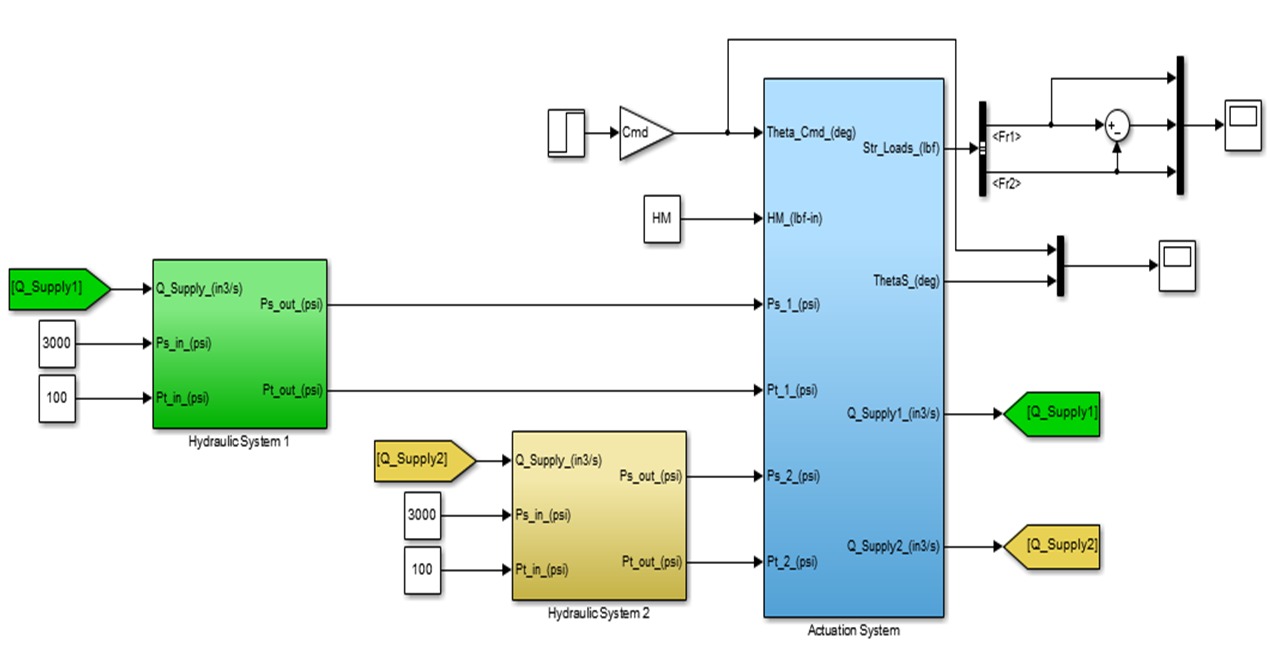 Cmd
Theta_Cmd_(deg)
Str_Loads_(lbf)
<Fr1>
+
-
<Fr2>
HM
HM_(lbf-in)
ThetaS_(deg)
[Q_Supply1]
Q_Supply_(in3/s)
Ps_out_(psi)
Ps_1_(psi)
3000
Ps_in_(psi)
100
Pt_in_(psi)
Pt_out_(psi)
Pt_1_(psi)
Q_Supply1_(in3/s)
[Q_Supply1]
Hydraulic System 1
[Q_Supply2]
Q_Supply_(in3/s)
Ps_out_(psi)
Ps_2_(psi)
3000
Ps_in_(psi)
100
Pt_in_(psi)
Pt_out_(psi)
Pt_2_(psi)
Q_Supply2_(in3/s)
[Q_Supply2]
Hydraulic System 2
Actuation System